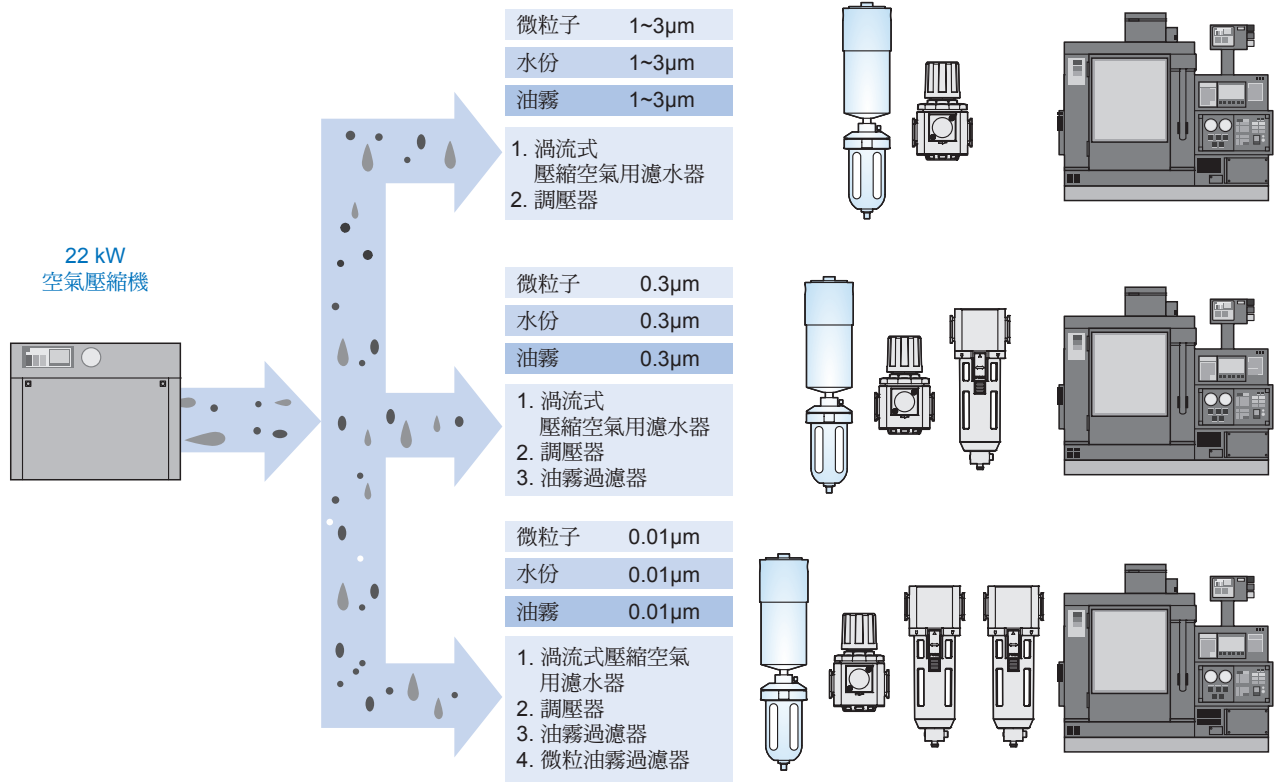 22 kW
空氣壓縮機
微粒子 1~3µm
水份 1~3µm
油霧 1~3µm
1. 渦流式
壓縮空氣用濾水器
2. 調壓器
微粒子 0.3µm
水份 0.3µm
油霧 0.3µm
1. 渦流式
壓縮空氣用濾水器
2. 調壓器
3. 油霧過濾器
微粒子 0.01µm
水份 0.01µm
油霧 0.01µm
1. 渦流式壓縮空氣
用濾水器
2. 調壓器
3. 油霧過濾器
4. 微粒油霧過濾器